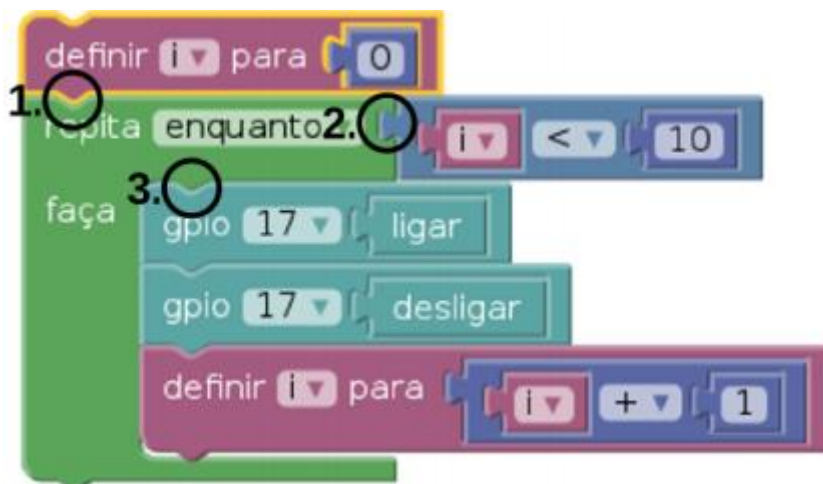 definir i para 0
1.
repita enquanto 2. i < 10
3.
faça gpio 17 ligar
gpio 17 desligar
definir i para i + 1